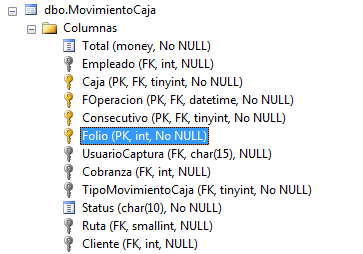 dbo.MovimientoCaja
Columnas
Total (money, No NULL)
Empleado (FK, int, NULL)
Caja (PK, FK, tinyint, No NULL)
FOperacion (PK, FK, datetime, No NULL)
Consecutivo (PK, FK, tinyint, No NULL)
Folio (PK, int, No NULL)
UsuarioCaptura (FK, char(15), NULL)
Cobranza (FK, int, NULL)
TipoMovimientoCaja (FK, tinyint, No NULL)
Status (char(10), No NULL)
Ruta (FK, smallint, NULL)
Cliente (FK, int, NULL)